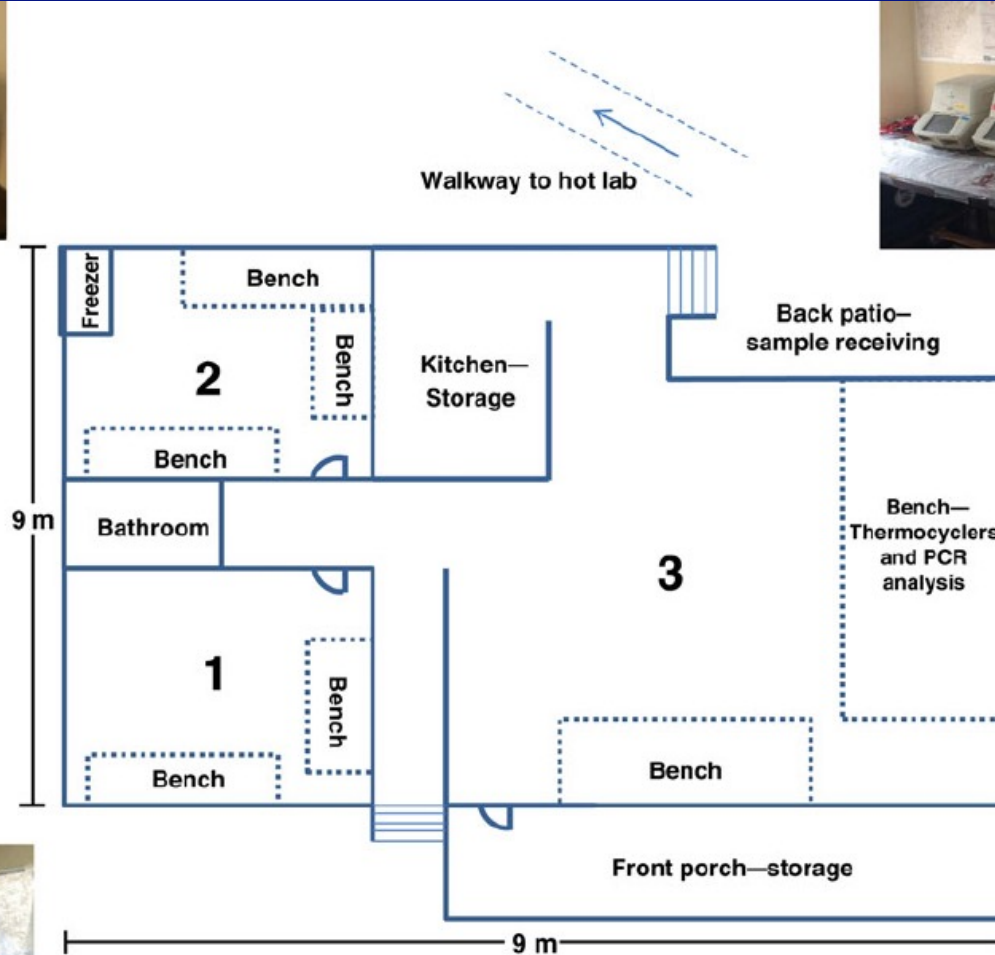 Walkway to hot lab
Freezer
Bench
Back patio–
sample receiving
Kitchen—
Storage
Bench
2
Bench
9 m
Bathroom
Bench—
Thermocyclers
and PCR
analysis
3
1
Bench
Bench
Bench
Front porch—storage
9 m